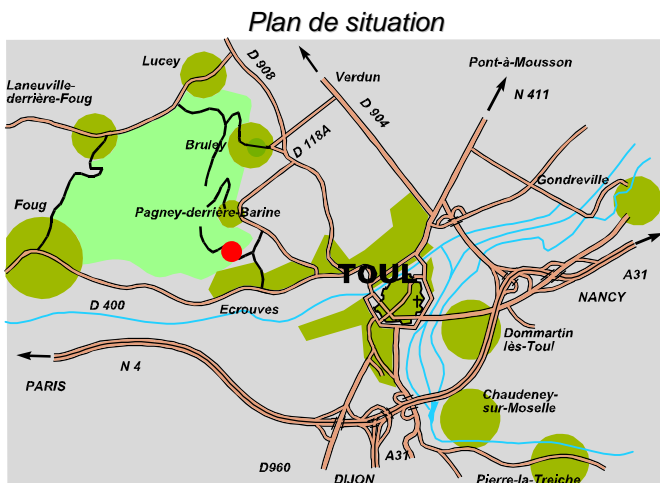 Plan de situation
Lucey
D 908
Verdun
Pont-à-Mousson
Laneuville-
derrière-Foug
N 411
D 904
Bruley
D 118A
Gondreville
Foug
Pagney-derrière-Barine
TOUL
A31
NANCY
D 400
Ecrouves
Dommartin
lès-Toul
N 4
PARIS
Chaudeney
-sur-Moselle
A31
D960
DIJON
Pierre-la-Treiche